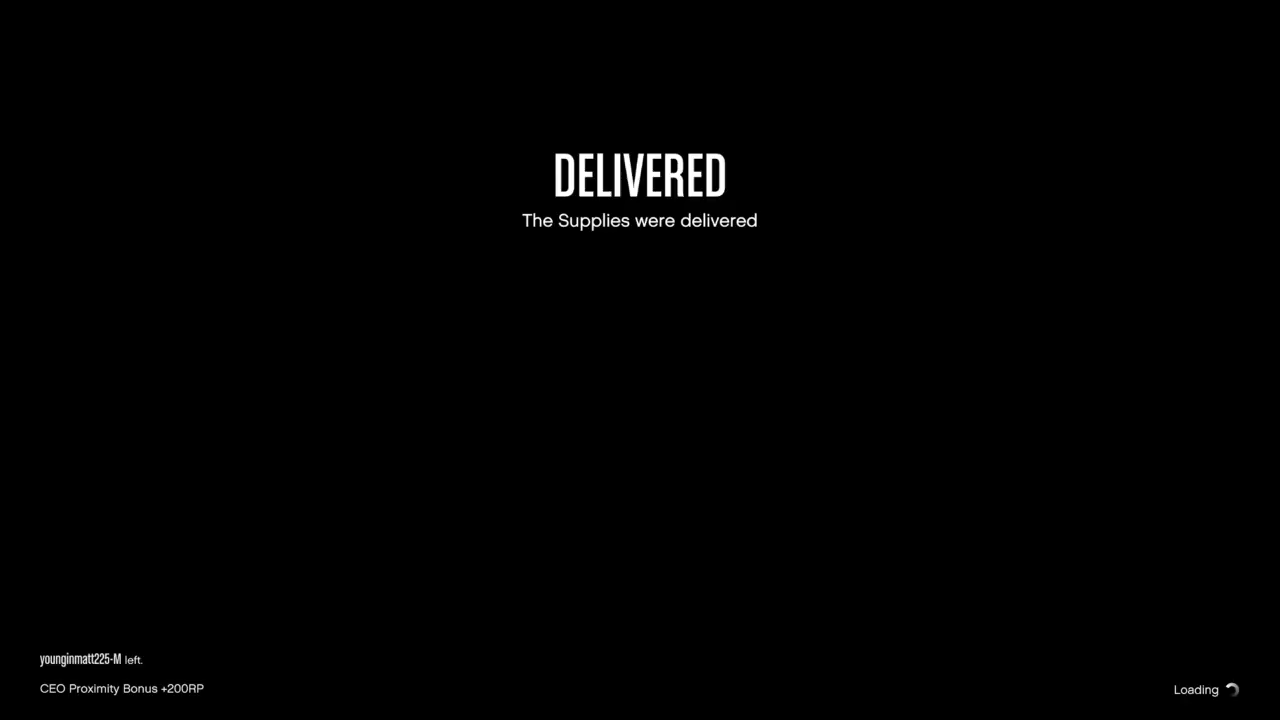 DELIVERED
The Supplies were delivered
younginmatt225-M left.
CEO Proximity Bonus +200RP
Loading